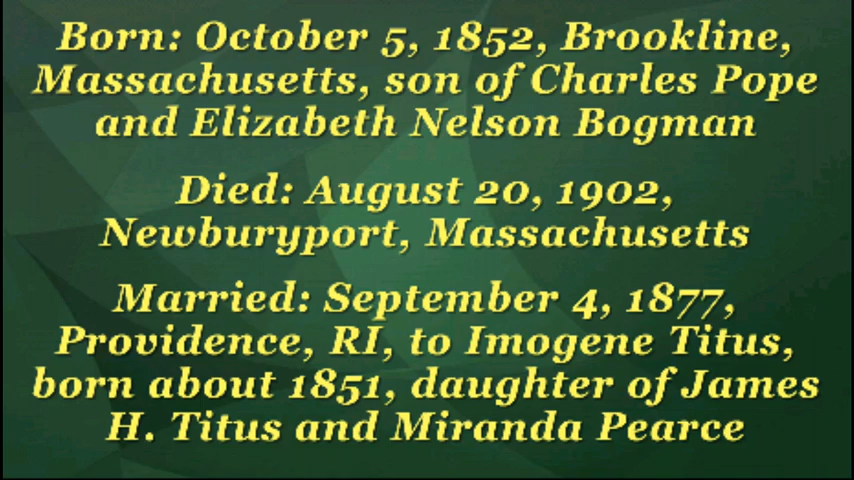 Born: October 5, 1852, Brookline,
Massachusetts, son of Charles Pope
and Elizabeth Nelson Bogman
Died: August 20, 1902,
Newburyport, Massachusetts
Married: September 4, 1877,
Providence, RI, to Imogene Titus,
born about 1851, daughter of James
H. Titus and Miranda Pearce